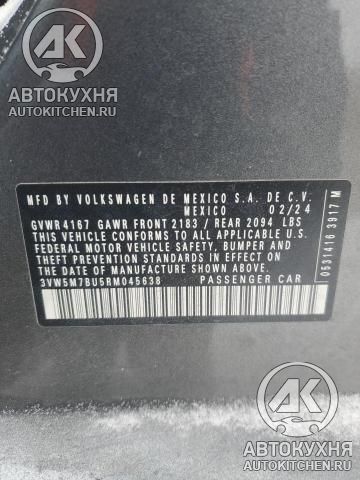 АК
АВТОКУХНЯ
AUTOKITCHEN.RU
MFD BY VOLKSWAGEN DE MEXICO S.A. DE C.V.
MEXICO 02/24
GVWR 4167 GAWR FRONT 2183 / REAR 2094 LBS
THIS VEHICLE CONFORMS TO ALL APPLICABLE
FEDERAL MOTOR VEHICLE SAFETY, BUMPER AND
THEFT PREVENTION STANDARDS IN EFFECT ON
THE DATE OF MANUFACTURE SHOWN ABOVE.
3VW5M7BU5RM045638 PASSENGER CAR
0531416 3917 M
АК
АВТОКУХНЯ
AUTOKITCHEN.RU